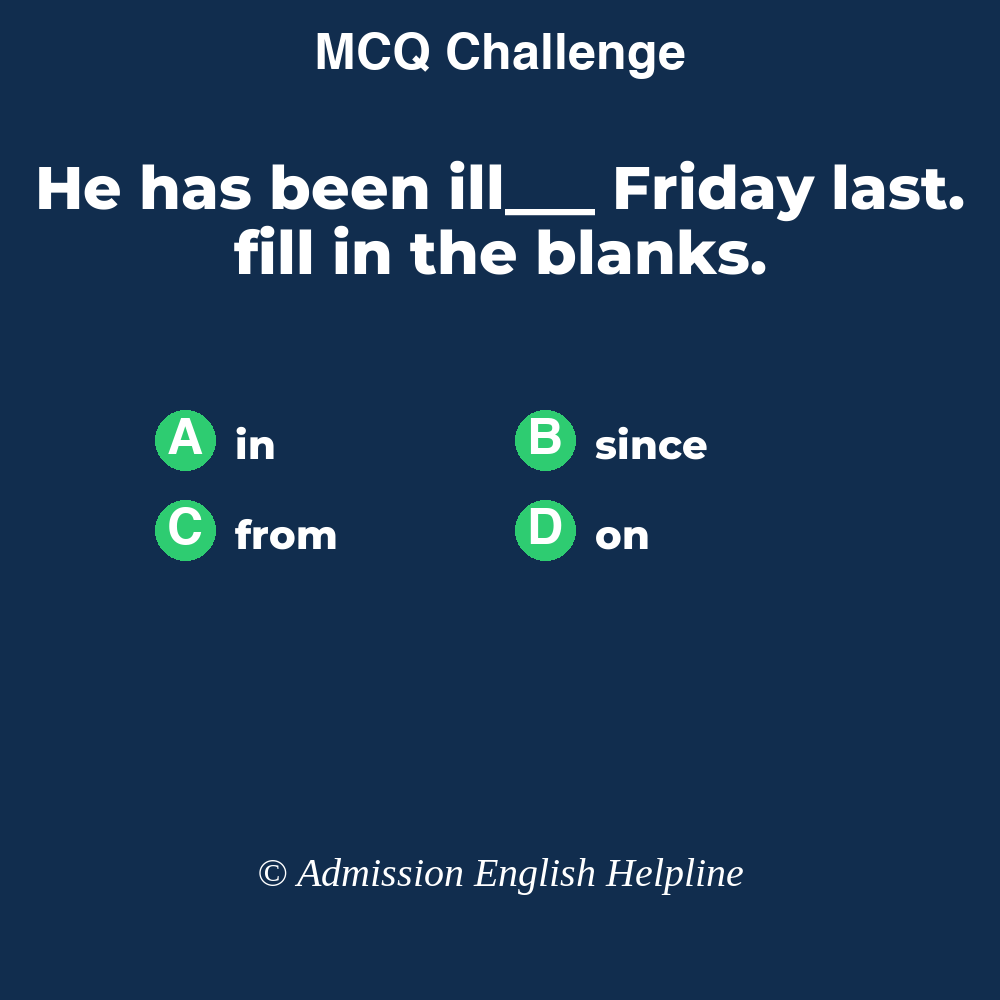 MCQ Challenge
He has been ill___ Friday last.
fill in the blanks.
A in
B since
C from
D on
© Admission English Helpline